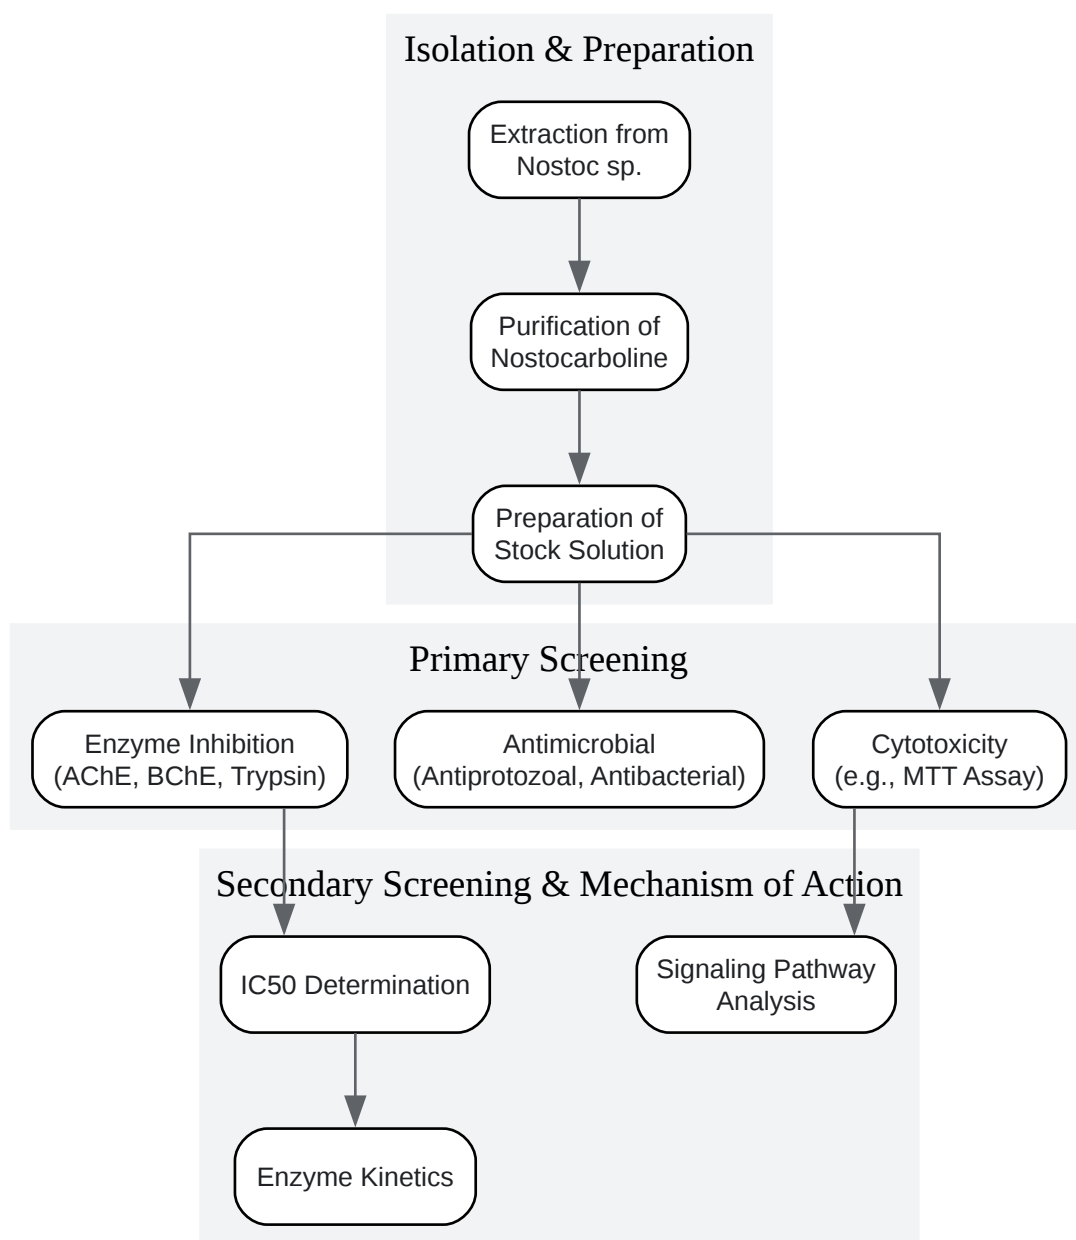 Isolation & Preparation
Extraction from
Nostoc sp.
Purification of
Nostocarboline
Preparation of
Stock Solution
Primary Screening
Enzyme Inhibition
(AChE, BChE, Trypsin)
Antimicrobial
(Antiprotozoal, Antibacterial)
Cytotoxicity
(e.g., MTT Assay)
Secondary Screening & Mechanism of Action
IC50 Determination
Signaling Pathway
Analysis
Enzyme Kinetics